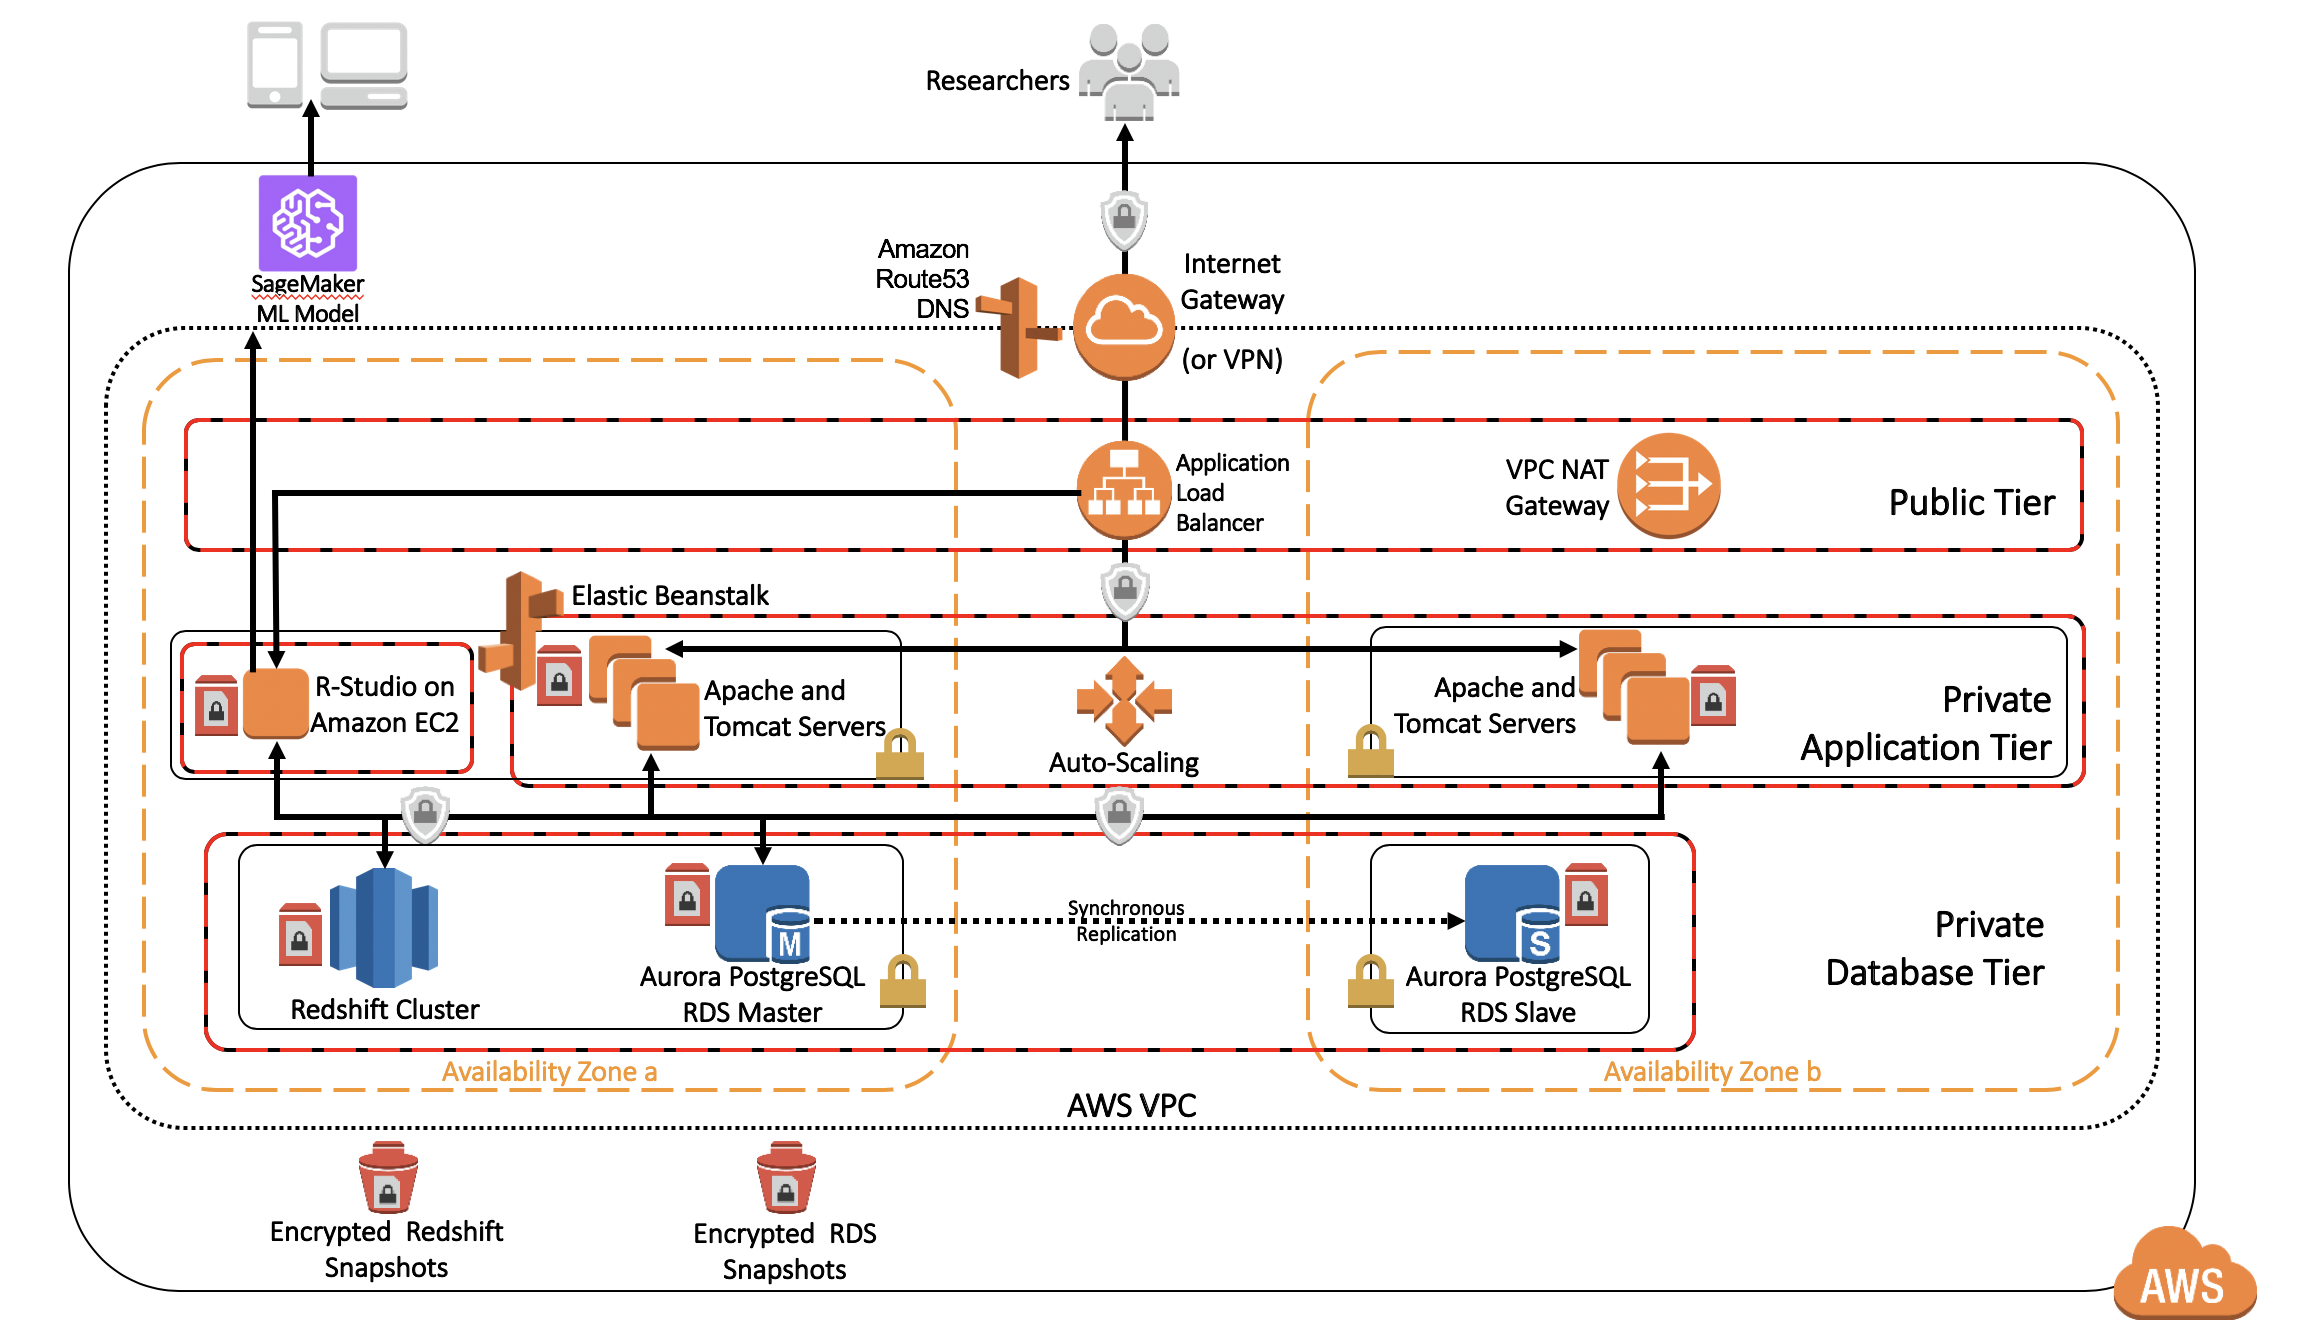 Researchers
SageMaker
ML Model
Amazon
Route53
DNS
Internet
Gateway
(or VPN)
Application
Load
Balancer
VPC NAT
Gateway
Public Tier
Elastic Beanstalk
R-Studio on
Amazon EC2
Apache and
Tomcat Servers
Auto-Scaling
Apache and
Tomcat Servers
Private
Application Tier
Redshift Cluster
M
Aurora PostgreSQL
RDS Master
Synchronous
Replication
S
Aurora PostgreSQL
RDS Slave
Private
Database Tier
Availability Zone a
Availability Zone b
AWS VPC
Encrypted Redshift
Snapshots
Encrypted RDS
Snapshots
AWS